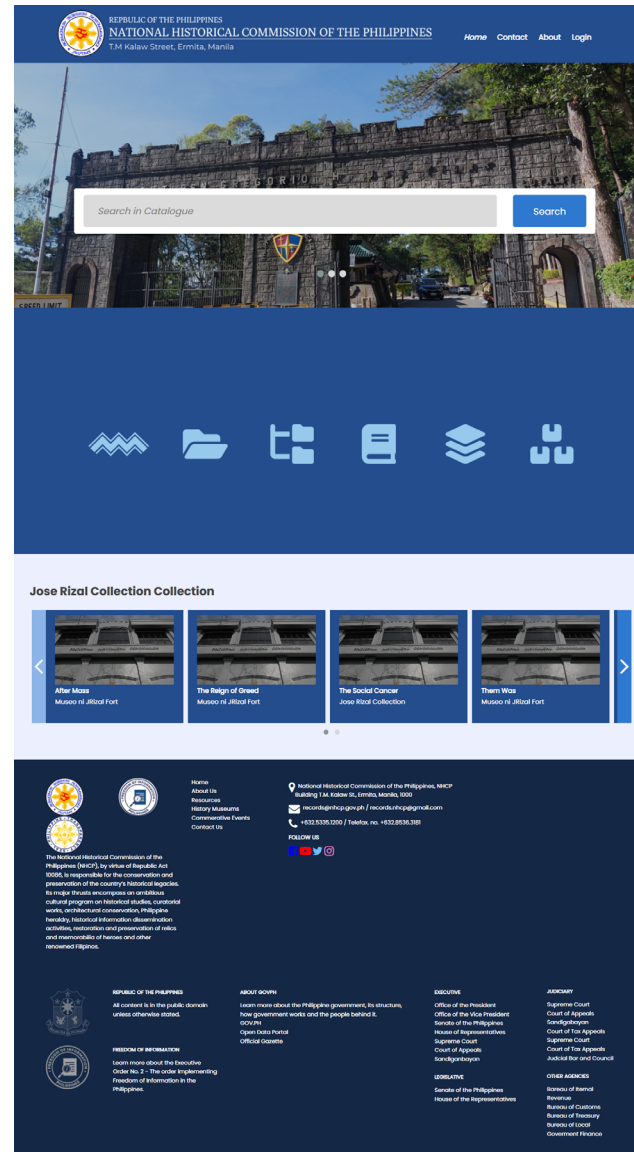 REPBULIC OF THE PHILIPPINES
NATIONAL HISTORICAL COMMISSION OF THE PHILIPPINES
T.M Kalaw Street, Ermita, Manila
Home Contact About Login
GREGORIO
Search in Catalogue
Search
SPEED LIMIT
Jose Rizal Collection Collection
After Mass
Museo ni JRizal Fort
The Reign of Greed
Museo ni JRizal Fort
The Social Cancer
Jose Rizal Collection
Them Was
Museo ni JRizal Fort
The National Historical Commission of the
Philippines (NHCP), by virtue of Republic Act
10086, is responsible for the conservation and
preservation of the country's historical legacies.
Its major thrusts encompass an ambitious
cultural program on historical studies, curatorial
works, architectural conservation, Philippine
heraldry, historical information dissemination
activities, restoration and preservation of relics
and memorabilia of heroes and other
renowned Filipinos.
Home
About Us
Resources
History Museums
Commerative Events
Contact Us
National Historical Commission of the Philippines, NHCP
Building T.M. Kalaw St., Ermita, Manila, 1000
records@nhcp.gov.ph / records.nhcp@gmail.com
+632.5335.1200 / Telefax. no. +632.8536.3181
FOLLOW US
REPUBLIC OF THE PHILIPPINES
All content is in the public domain
unless otherwise stated.
FREEDOM OF INFORMATION
Learn more about the Executive
Order No. 2 - The order implementing
Freedom of Information in the
Philippines.
ABOUT GOVPH
Learn more about the Philippine government, its structure,
how government works and the people behind it.
GOV.PH
Open Data Portal
Official Gazette
EXECUTIVE
Office of the President
Office of the Vice President
Senate of the Philippines
House of Representatives
Supreme Court
Court of Appeals
Sandiganbayan
LEGISLATIVE
Senate of the Philippines
House of the Representatives
JUDICIARY
Supreme Court
Court of Appeals
Sandigabayan
Court of Tax Appeals
Supreme Court
Court of Tax Appeals
Judicial Bar and Council
OTHER AGENCIES
Bareau of Iternal
Revenue
Bureau of Customs
Bureau of Treasury
Bureau of Local
Goverment Finance